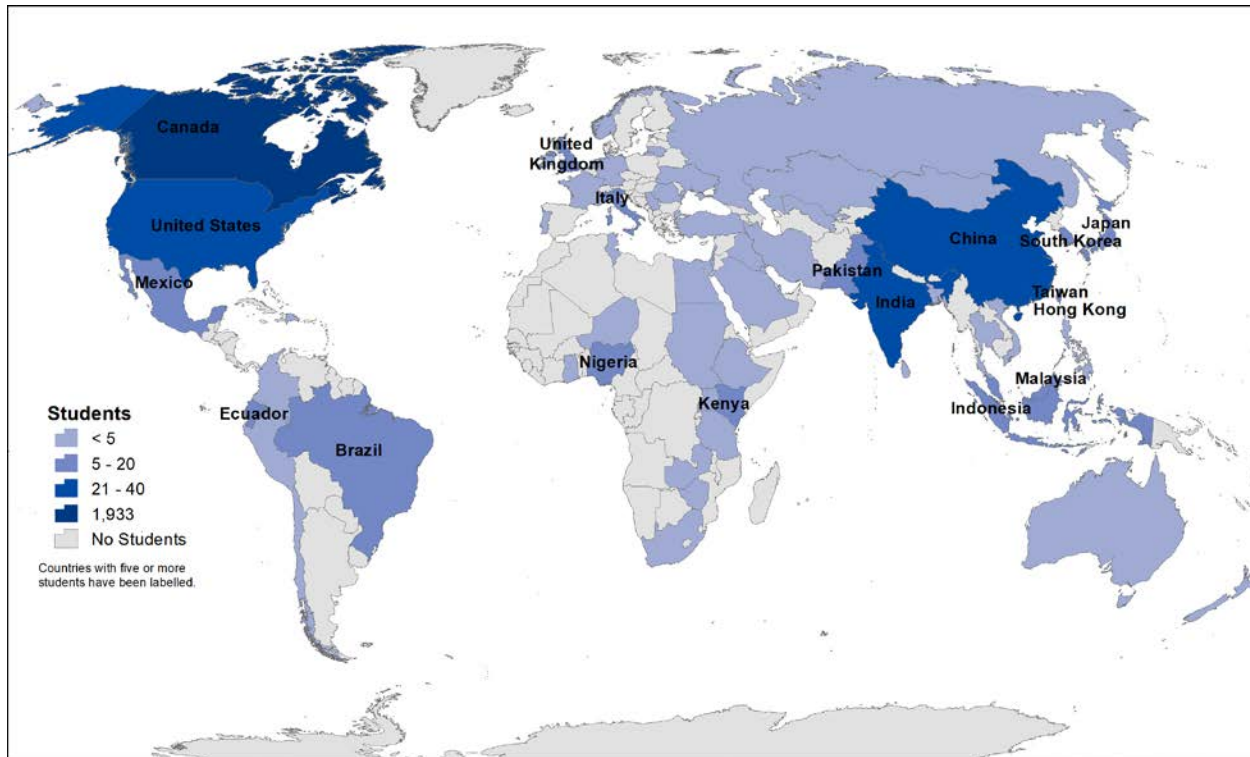 Canada
United
Kingdom
Italy
United States
Japan
China
South Korea
Mexico
Pakistan
India
Taiwan
Hong Kong
Nigeria
Malaysia
Kenya
Indonesia
Ecuador
Brazil
Students
< 5
5 - 20
21 - 40
1,933
No Students
Countries with five or more
students have been labelled.